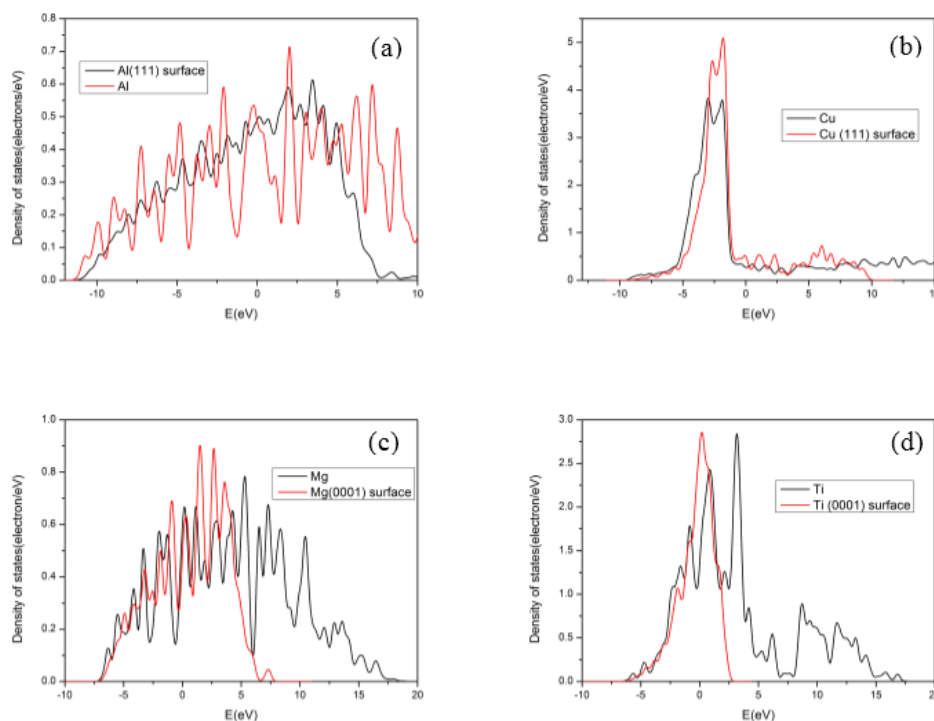 (a)
Al(111) surface
Al
Density of states(electrons/eV)
0.8
0.7
0.6
0.5
0.4
0.3
0.2
0.1
0.0
-10 -5 0 5 10
E(eV)
(b)
Cu
Cu (111) surface
Density of states(electrons/eV)
5
4
3
2
1
0
-10 -5 0 5 10 15
E(eV)
(c)
Mg
Mg(0001) surface
Density of states(electron/eV)
1.0
0.8
0.6
0.4
0.2
0.0
-10 -5 0 5 10 15 20
E(eV)
(d)
Ti
Ti (0001) surface
Density of states(electron/eV)
3.0
2.5
2.0
1.5
1.0
0.5
0.0
-10 -5 0 5 10 15 20
E(eV)